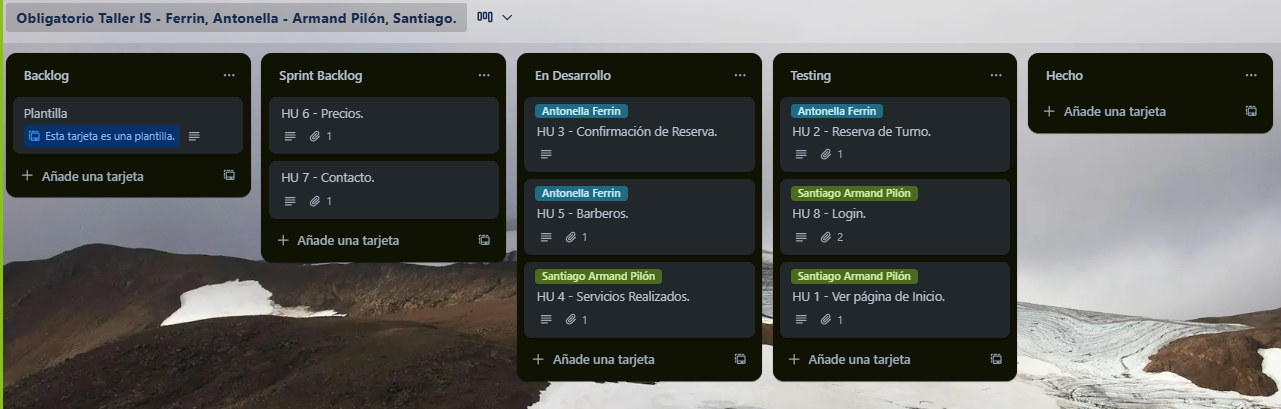 Obligatorio Taller IS - Ferrin, Antonella - Armand Pilón, Santiago.
Backlog
Plantilla
Esta tarjeta es una plantilla.
Añade una tarjeta
Sprint Backlog
HU 6 - Precios.
1
HU 7 - Contacto.
1
Añade una tarjeta
En Desarrollo
Antonella Ferrin
HU 3 - Confirmación de Reserva.
Antonella Ferrin
HU 5 - Barberos.
1
Santiago Armand Pilón
HU 4 - Servicios Realizados.
1
Añade una tarjeta
Testing
Antonella Ferrin
HU 2 - Reserva de Turno.
1
Santiago Armand Pilón
HU 8 - Login.
2
Santiago Armand Pilón
HU 1 - Ver página de Inicio.
1
Añade una tarjeta
Hecho
Añade una tarjeta